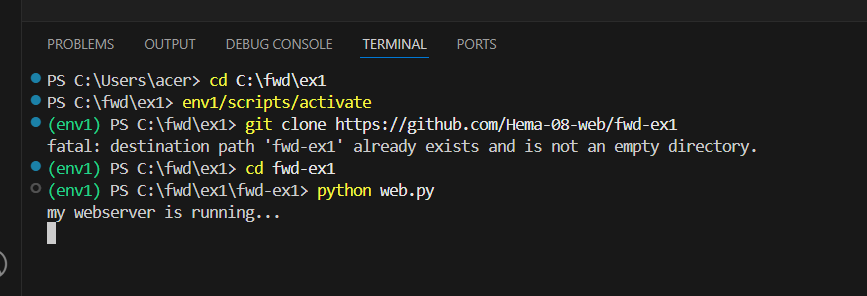 PROBLEMS OUTPUT DEBUG CONSOLE TERMINAL PORTS
PS C:\Users\acer> cd C:\fwd\ex1
PS C:\fwd\ex1> env1/scripts/activate
(env1) PS C:\fwd\ex1> git clone https://github.com/Hema-08-web/fwd-ex1
fatal: destination path 'fwd-ex1' already exists and is not an empty directory.
(env1) PS C:\fwd\ex1> cd fwd-ex1
(env1) PS C:\fwd\ex1\fwd-ex1> python web.py
my webserver is running...